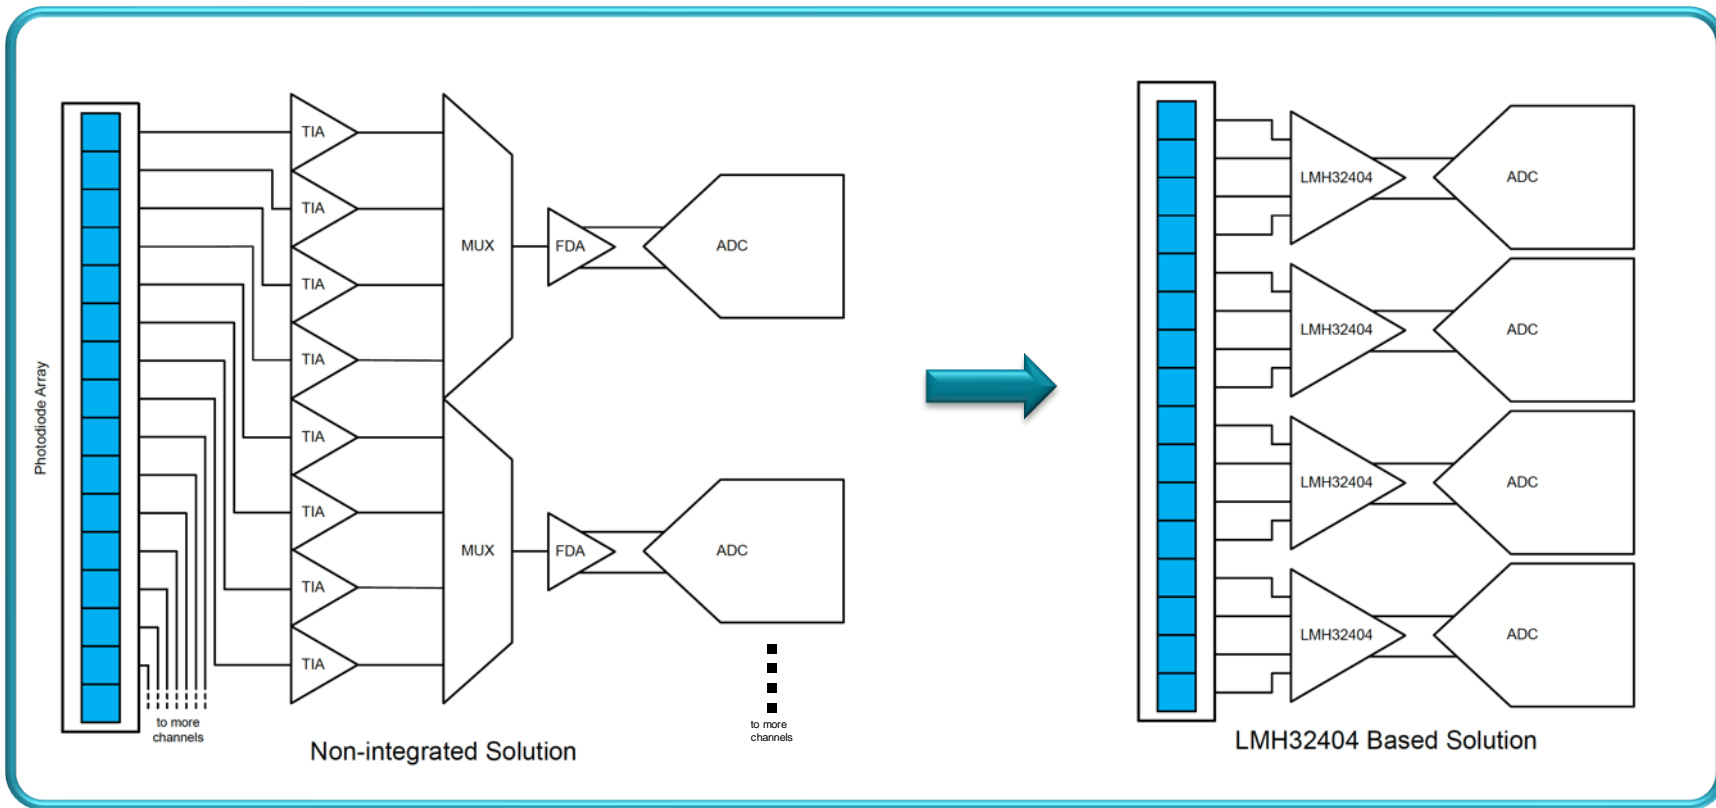 Photodiode Array
TIA
TIA
TIA
TIA
TIA
TIA
TIA
TIA
MUX
MUX
FDA
FDA
ADC
ADC
to more
channels
to more
channels
Non-integrated Solution
LMH32404
ADC
LMH32404
ADC
LMH32404
ADC
LMH32404
ADC
LMH32404 Based Solution